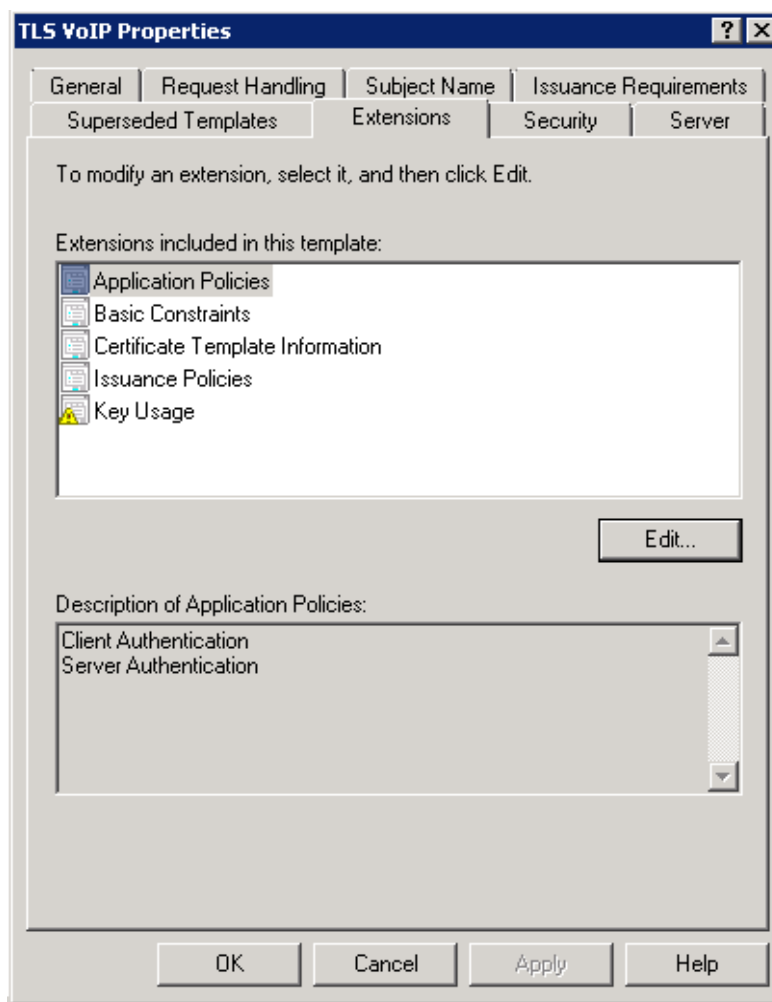 TLS VoIP Properties
General Request Handling Subject Name Issuance Requirements
Superseded Templates Extensions Security Server
To modify an extension, select it, and then click Edit.
Extensions included in this template:
Application Policies
Basic Constraints
Certificate Template Information
Issuance Policies
Key Usage
Edit...
Description of Application Policies:
Client Authentication
Server Authentication
OK Cancel Apply Help